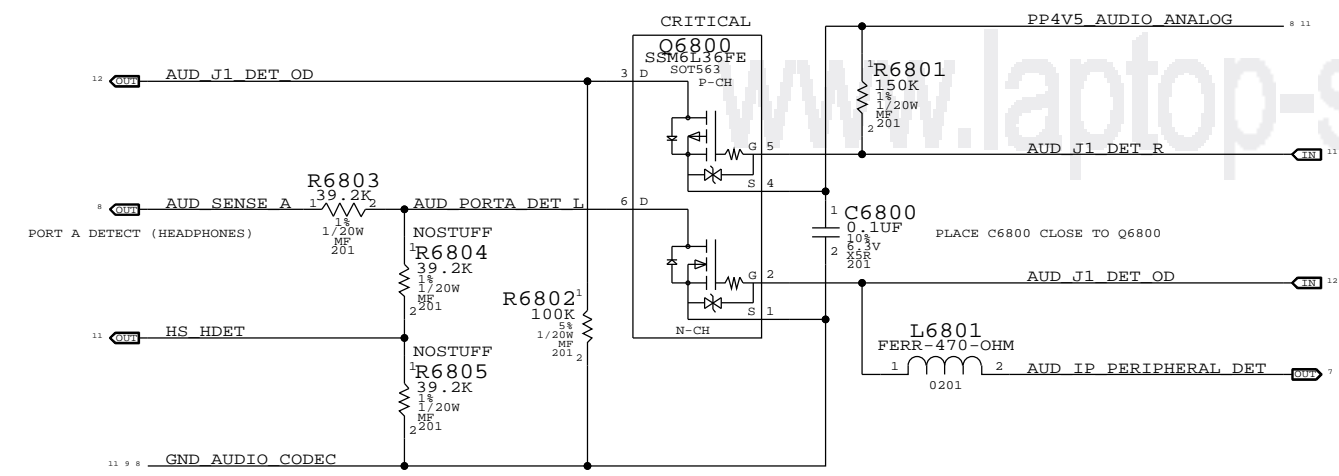 CRITICAL
PP4V5_AUDIO_ANALOG
8 11
Q6800
SSM6L36FE
SOT563
P-CH
12
OUT
AUD_J1_DET_OD
3
D
1
R6801
150K
1%
1/20W
MF
201
2
G
5
AUD_J1_DET_R
IN
11
S
4
R6803
39.2K
8
OUT
AUD_SENSE_A
1
2
1%
1/20W
MF
201
AUD_PORTA_DET_L
6
D
PORT A DETECT (HEADPHONES)
1
C6800
0.1UF
10%
6.3V
X5R
201
2
PLACE C6800 CLOSE TO Q6800
NOSTUFF
1
R6804
39.2K
1%
1/20W
MF
201
2
G
2
AUD_J1_DET_OD
IN
12
R6802
1
100K
5%
1/20W
MF
201
2
S
1
N-CH
11
OUT
HS_HDET
L6801
FERR-470-OHM
1
2
0201
AUD_IP_PERIPHERAL_DET
OUT
7
NOSTUFF
1
R6805
39.2K
1%
1/20W
MF
201
2
11 9 8
GND_AUDIO_CODEC
www.laptop-s